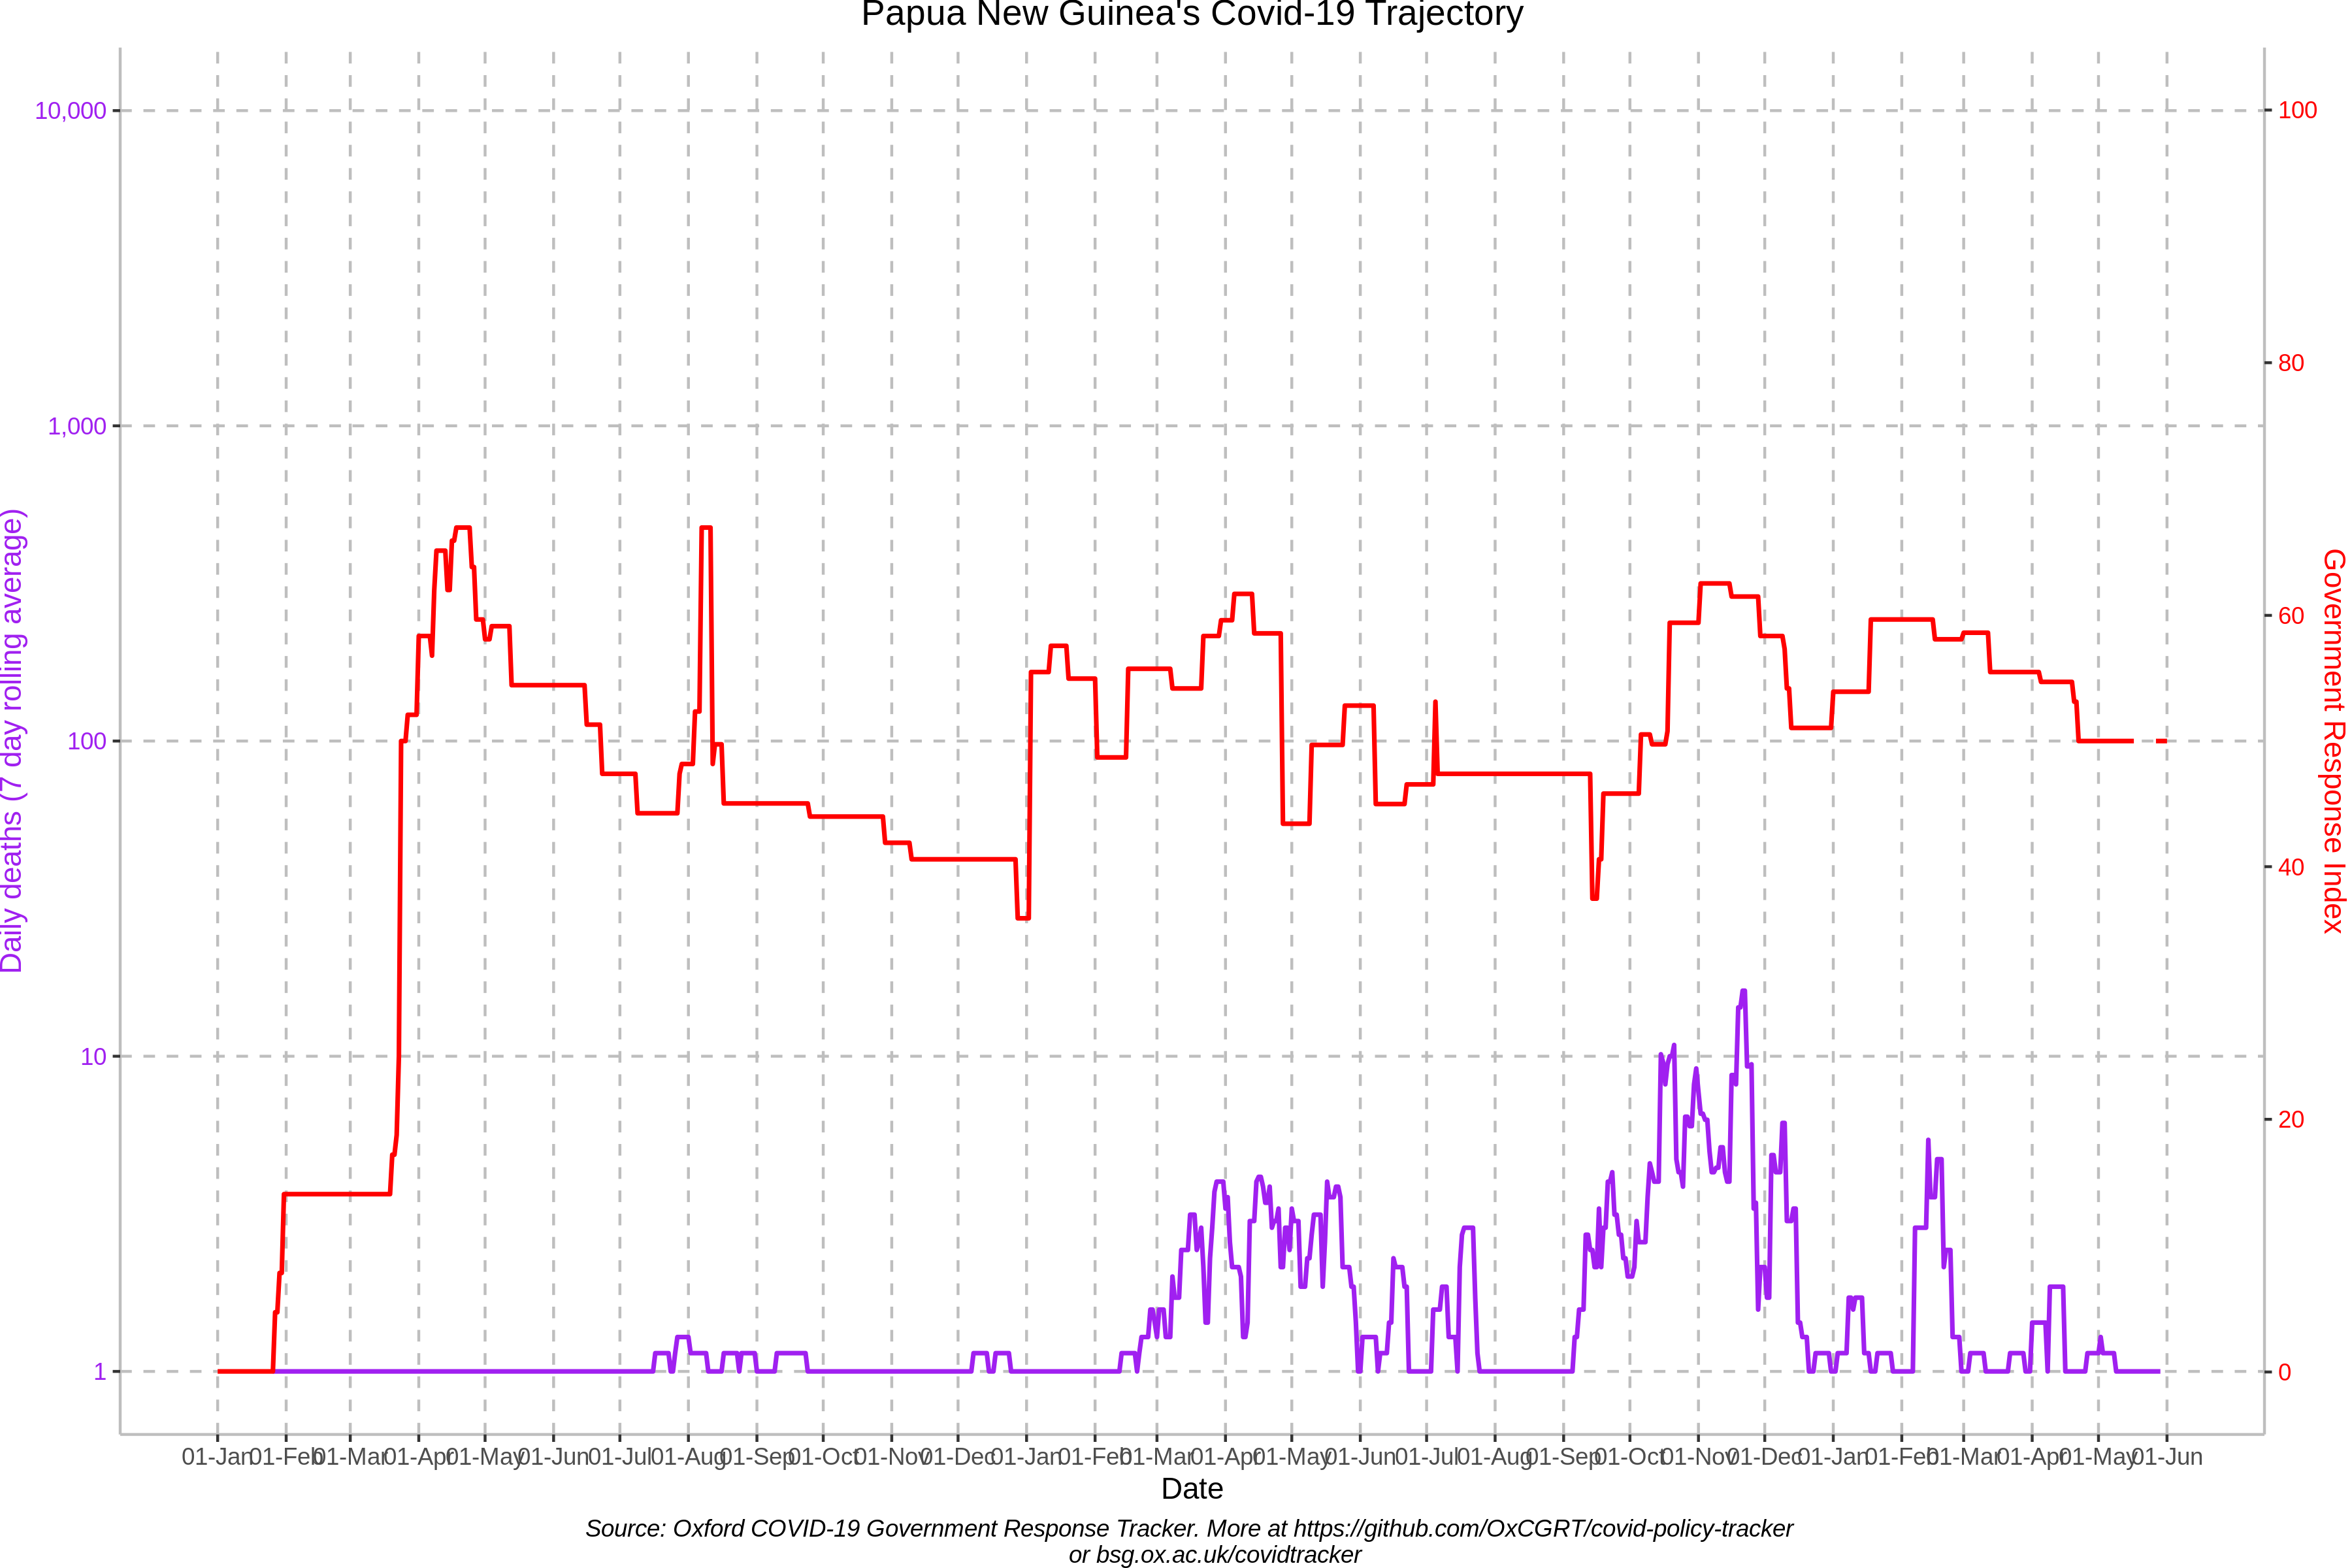 Papua New Guinea's Covid-19 Trajectory
10,000
1,000
100
10
1
Daily deaths (7 day rolling average)
100
80
60
40
20
0
Government Response Index
01-Jan 01-Feb 01-Mar 01-Apr 01-May 01-Jun 01-Jul 01-Aug 01-Sep 01-Oct 01-Nov 01-Dec 01-Jan 01-Feb 01-Mar 01-Apr 01-May 01-Jun 01-Jul 01-Aug 01-Sep 01-Oct 01-Nov 01-Dec 01-Jan 01-Feb 01-Mar 01-Apr 01-May 01-Jun
Date
Source: Oxford COVID-19 Government Response Tracker. More at https://github.com/OxCGRT/covid-policy-tracker
or bsg.ox.ac.uk/covidtracker